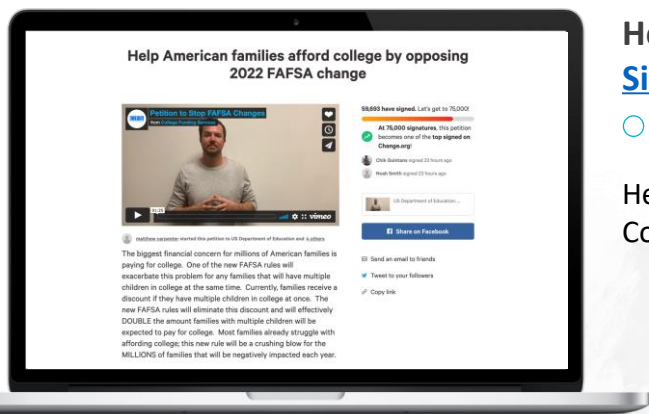 Help American families afford college by opposing
2022 FAFSA change
Petition to Stop FAFSA Changes
from College Funding Services
vimeo
matthew carpenter started this petition to US Department of Education and 4 others
The biggest financial concern for millions of American families is
paying for college. One of the new FAFSA rules will
exacerbate this problem for any families that will have multiple
children in college at the same time. Currently, families receive a
discount if they have multiple children in college at once. The
new FAFSA rules will eliminate this discount and will effectively
DOUBLE the amount families with multiple children will be
expected to pay for college. Most families already struggle with
affording college; this new rule will be a crushing blow for the
MILLIONS of families that will be negatively impacted each year.
59,693 have signed. Let's get to 75,000!
At 75,000 signatures, this petition
becomes one of the top signed on
Change.org!
Chik Quintans signed 23 hours ago
Noah Smith signed 23 hours ago
US Department of Education: ...
Share on Facebook
Send an email to friends
Tweet to your followers
Copy link
He
Si
He
Co